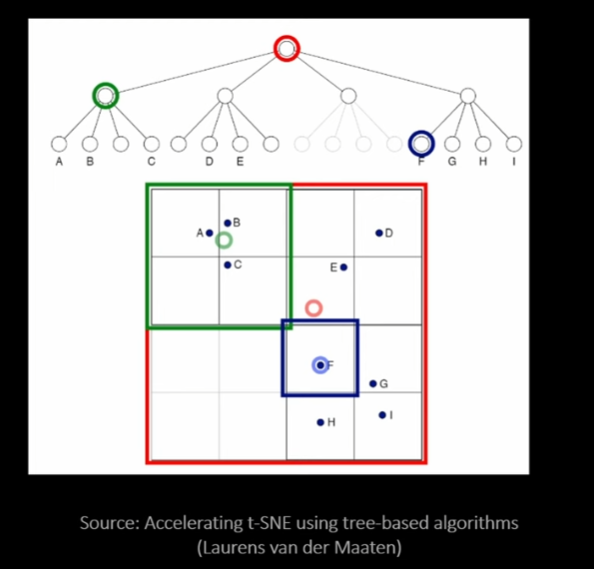 A B C D E F G H I
B
A
D
C
E
F
G
I
H
Source: Accelerating t-SNE using tree-based algorithms
(Laurens van der Maaten)